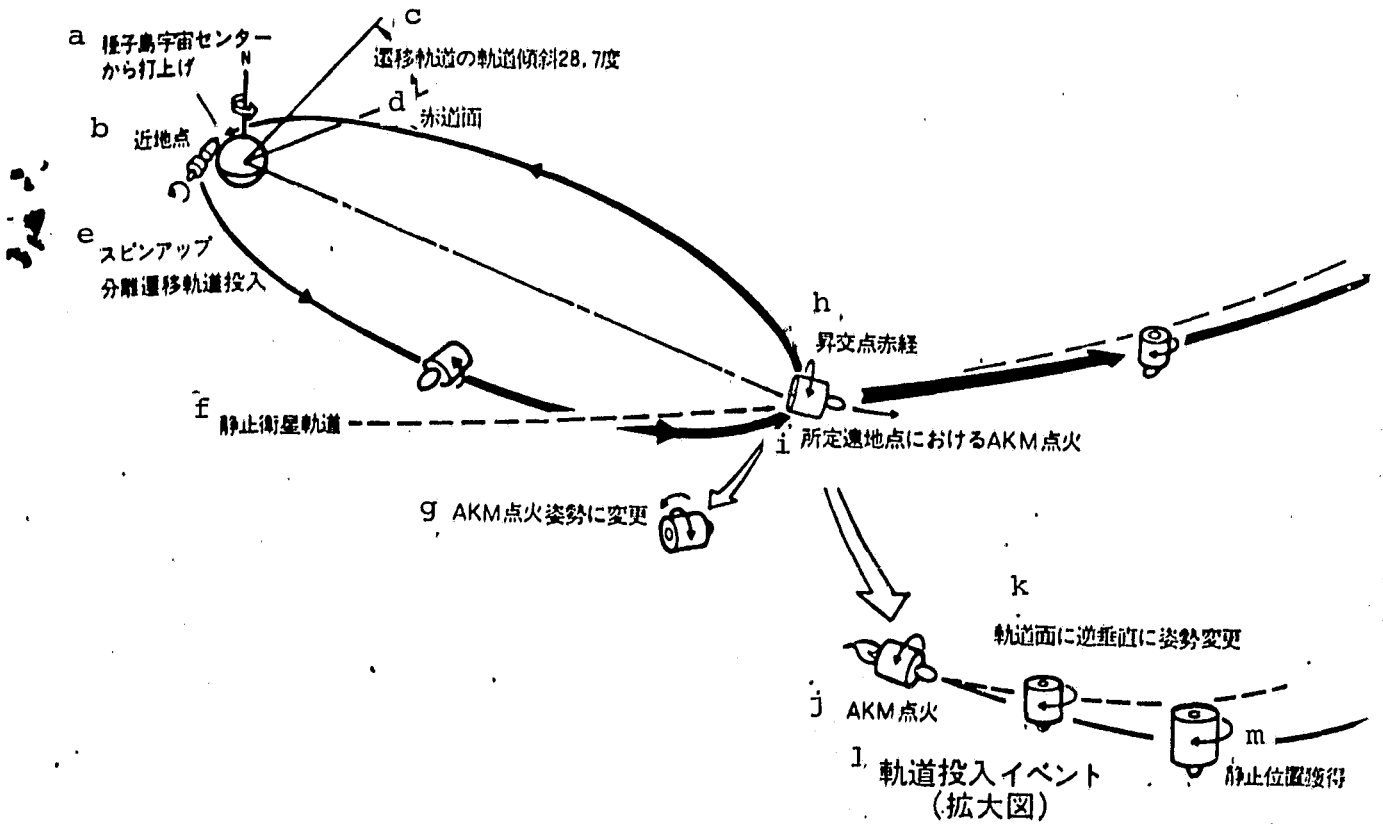 a 種子島宇宙センター
から打上げ
N
c
遷移軌道の軌道傾斜28,7度
d
赤道面
b 近地点
e スピンアップ
分離遷移軌道投入
h
昇交点赤経
f 静止衛星軌道
i 所定遠地点におけるAKM点火
g AKM点火姿勢に変更
k
軌道面に逆垂直に姿勢変更
j AKM点火
m
静止位置獲得
l 軌道投入イベント
(拡大図)